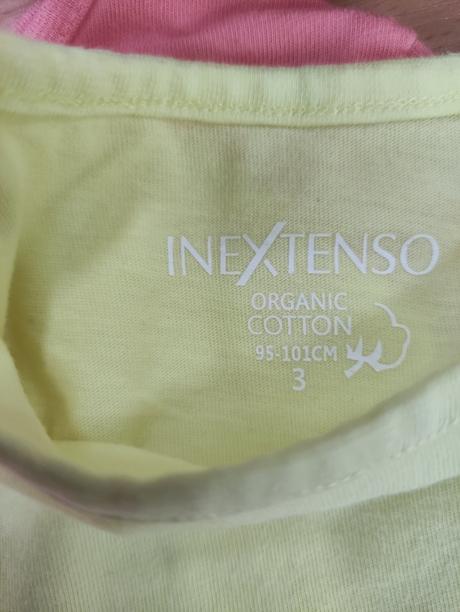 INEXTENSO
ORGANIC
COTTON
95-101CM
3